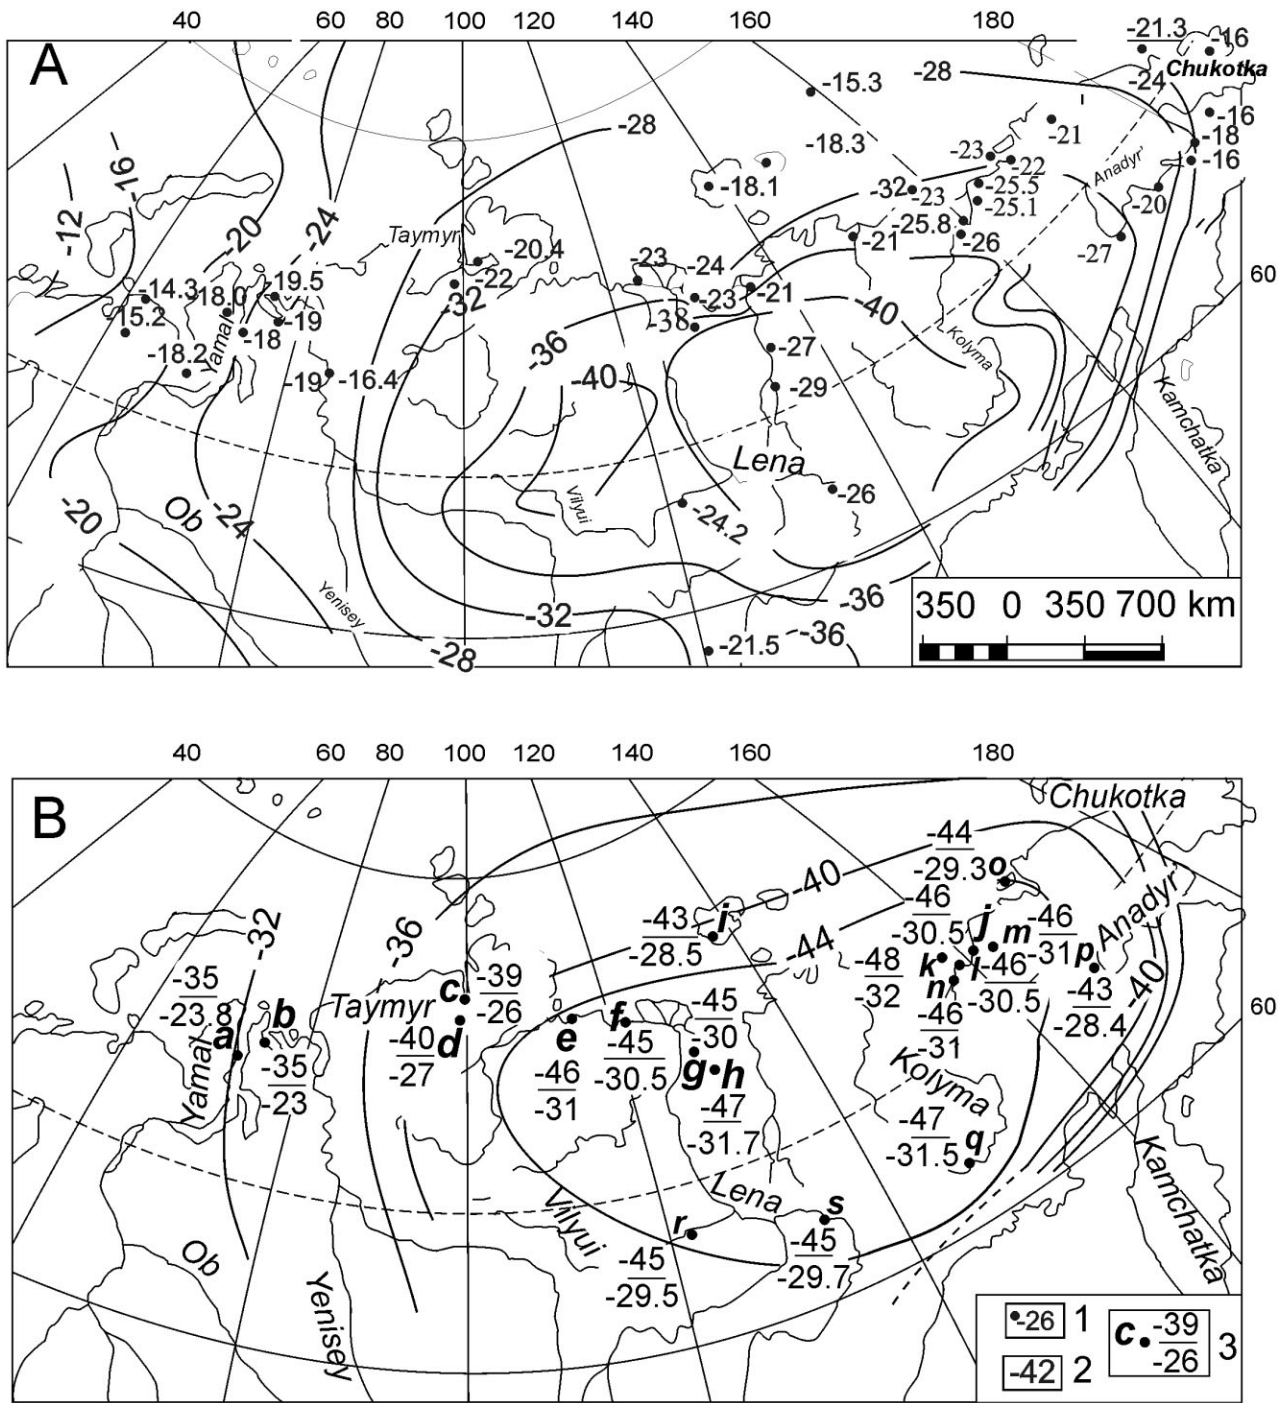 40 60 80 100 120 140 160 180
A
-21.3 -16
Chukotka
-28 -24
-15.3
-16
-21
-28
-18.3
-18
-16
-23
-22
Anadyr'
-16
-18.1
-32 -23
-25.5
-25.1
-20
-12
-20
-24
Taymyr
-25.8
-21
-26
-27
-20.4
-22
-23
-24
60
-14.3
-18.0
-19.5
-32
-23
-21
-40
15.2
-19
-38
-18
Yamal
-36
-27
Kolyma
-18.2
-19
-16.4
-40
-29
Kamchatka
Lena
-20
Ob
-24
Vilyui
-24.2
-26
Yenisey
-32
-36
-28
-21.5
-36
350 0 350 700 km
40 60 80 100 120 140 160 180
B
Chukotka
-44
-29.3 o
-40
-32
-36
-43
-28.5
i
-46
-30.5
j
m -46
-31
Anadyr'
-44
-48
-32
k
l
-46
-30.5
n
p
-43
-28.4
-40
-35
-23.8
a
b
Taymyr
c
-39
-26
-46
-31
60
-40
-27
d
e
f
-45
-30
Yamal
-35
-23
-46
-31
-45
-30.5
g h
-47
-31.7
Kolyma
-47
-31.5
q
Kamchatka
Vilyui
Lena
r
s
Ob
-45
-29.5
-45
-29.7
Yenisey
-26 1
-42 2
c -39
-26
3